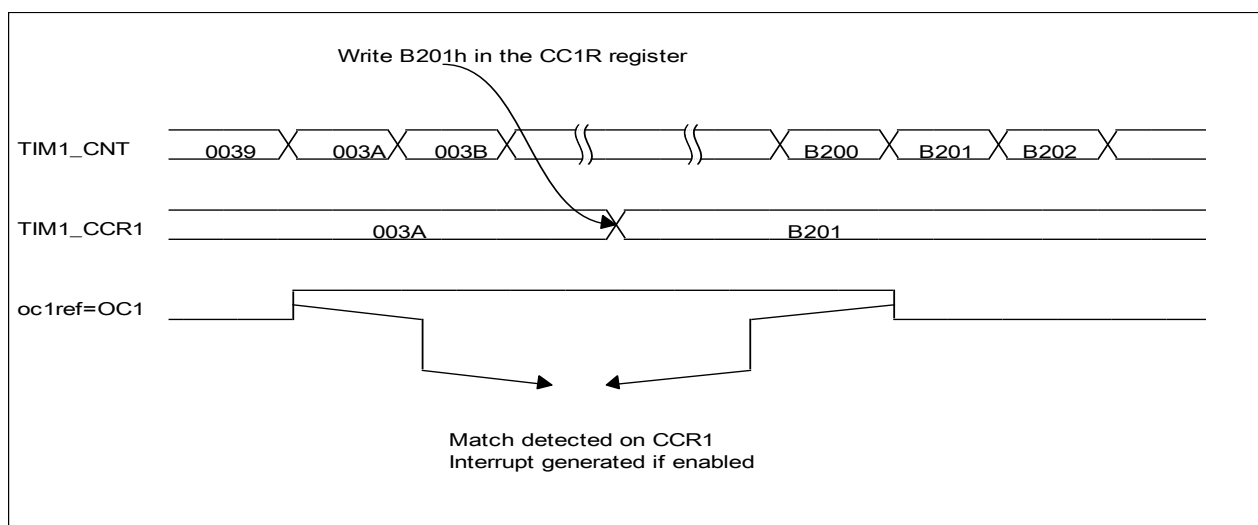 Write B201h in the CC1R register
TIM1_CNT 0039 003A 003B B200 B201 B202
TIM1_CCR1 003A B201
oc1ref=OC1
Match detected on CCR1
Interrupt generated if enabled